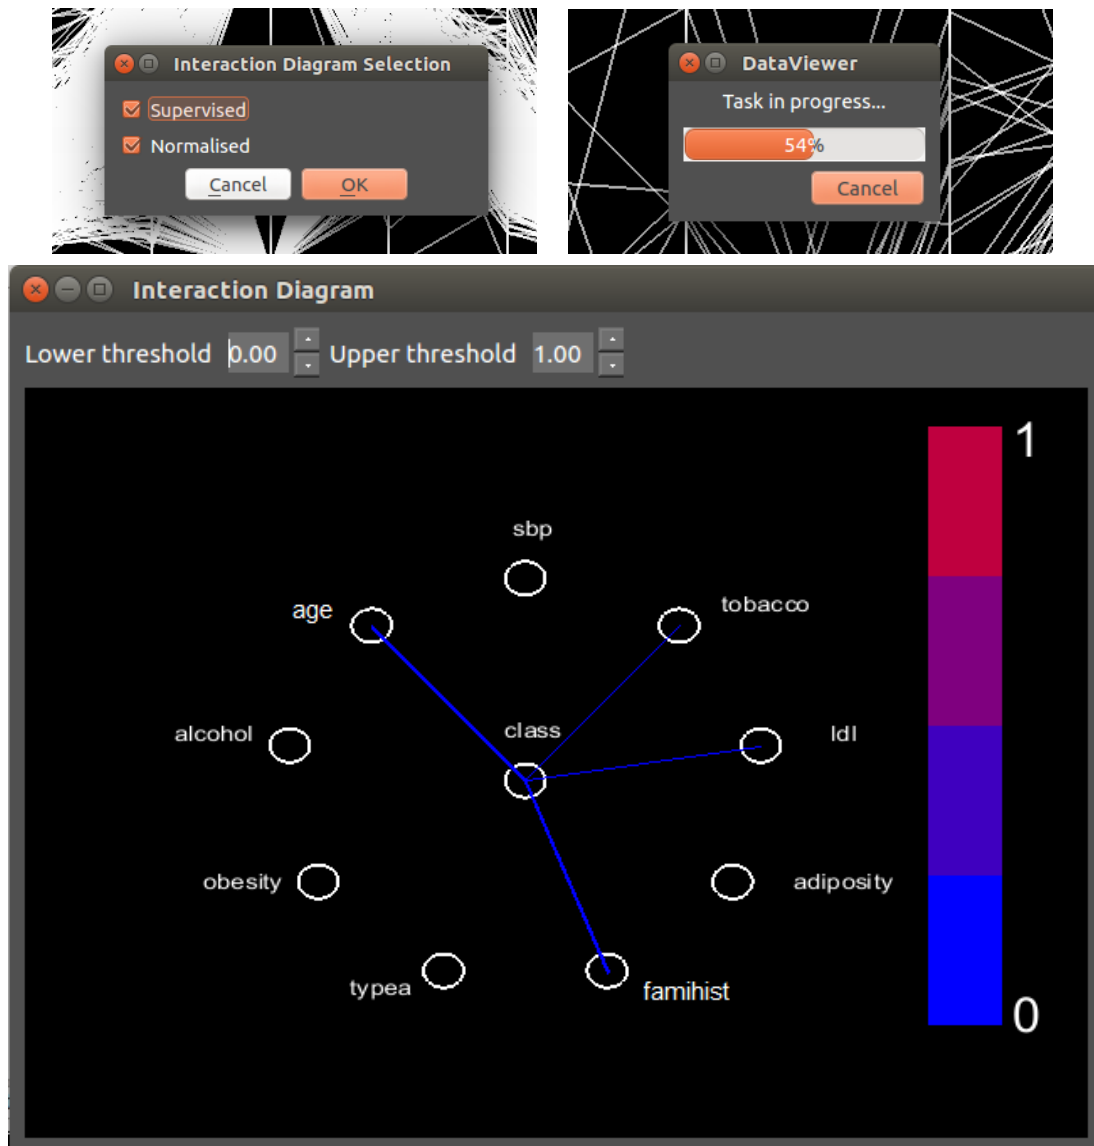 Interaction Diagram Selection
Supervised
Normalised
Cancel OK
DataViewer
Task in progress...
54%
Cancel
Interaction Diagram
Lower threshold 0.00 Upper threshold 1.00
1
sbp
age
tobacco
alcohol
class
ldl
obesity
adiposity
typea
famihist
0